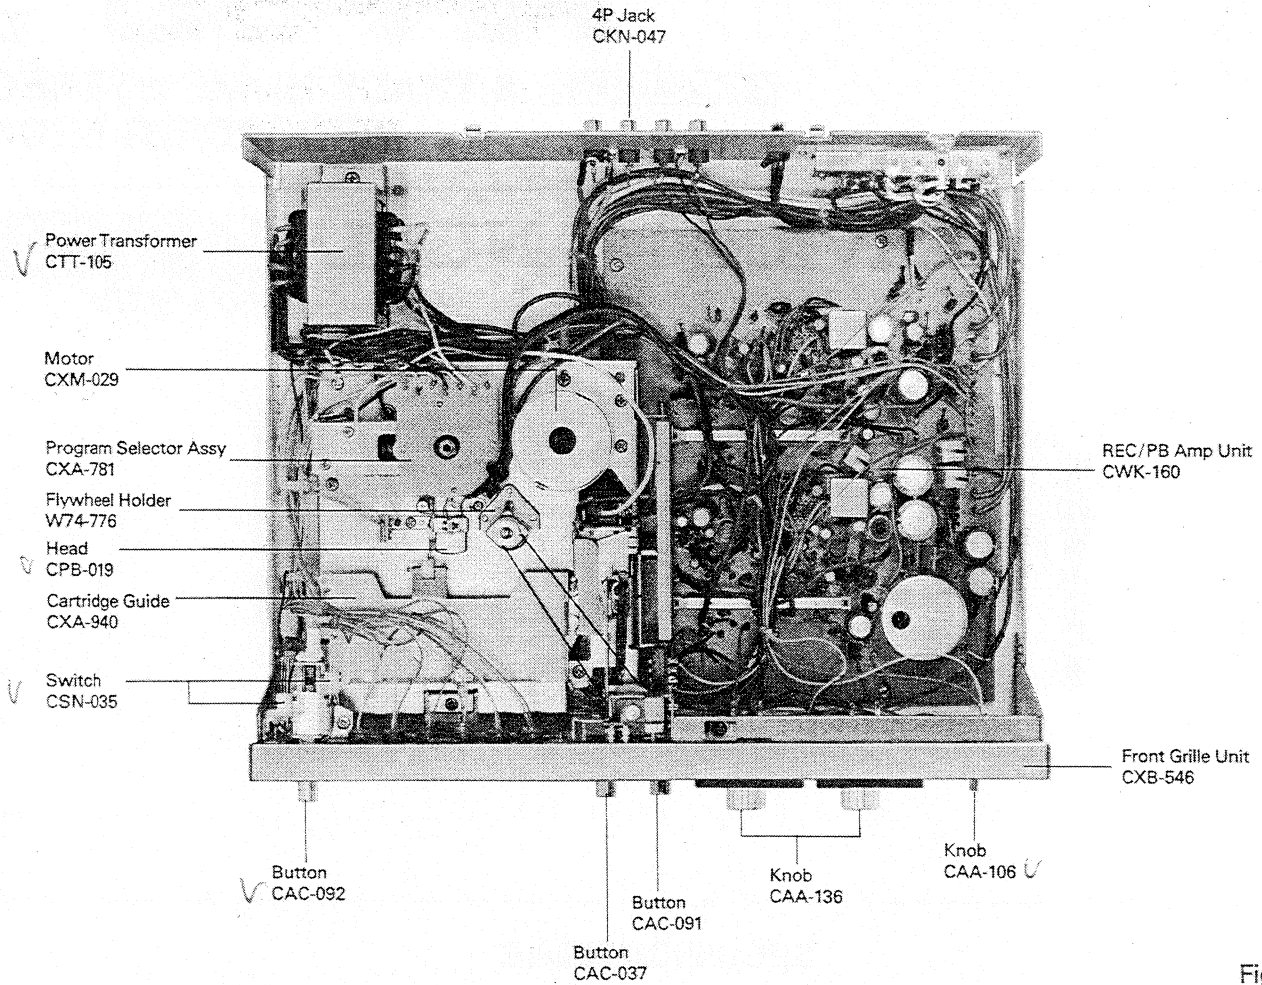 4P Jack
CKN-047
Power Transformer
CTT-105
Motor
CXM-029
Program Selector Assy
CXA-781
Flywheel Holder
W74-776
Head
CPB-019
Cartridge Guide
CXA-940
Switch
CSN-035
REC/PB Amp Unit
CWK-160
Front Grille Unit
CXB-546
Button
CAC-092
Button
CAC-037
Button
CAC-091
Knob
CAA-136
Knob
CAA-106
Fig